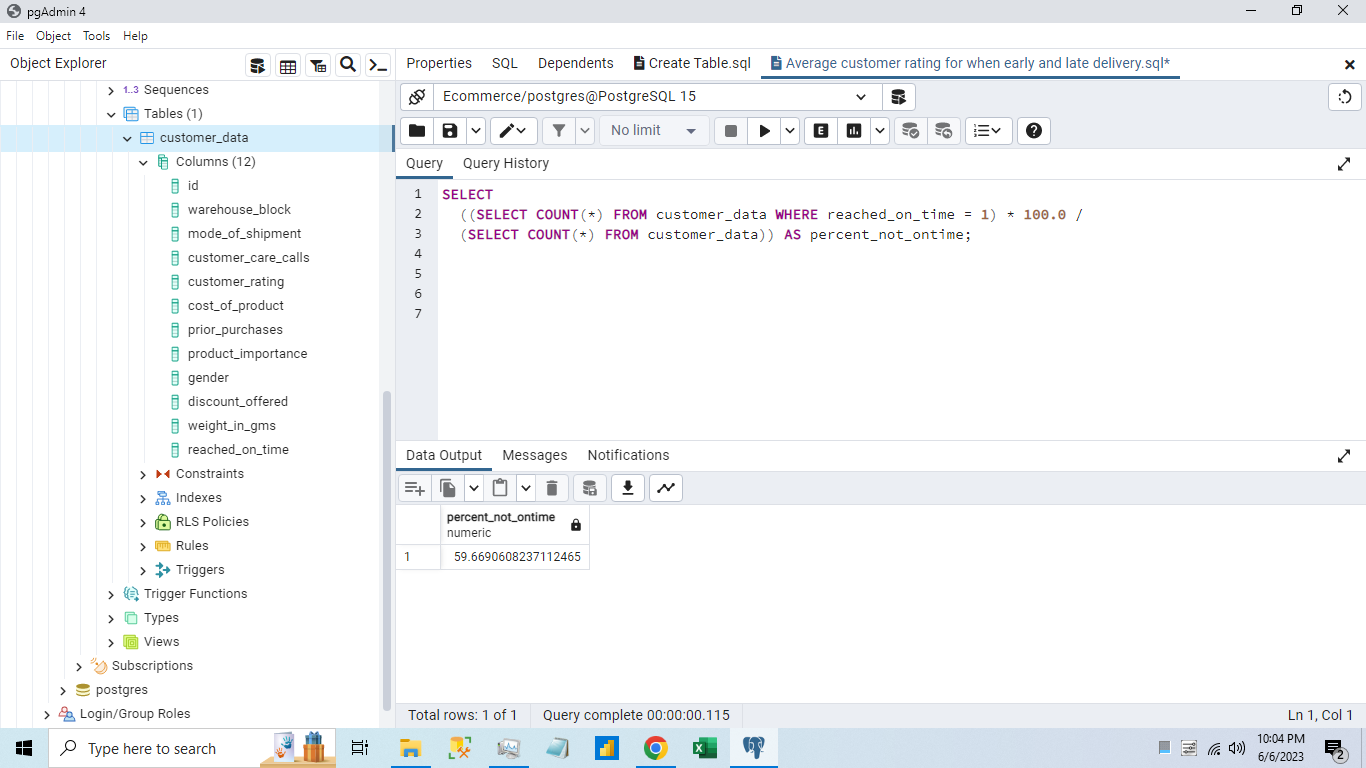 pgAdmin 4
File Object Tools Help
Object Explorer
Properties SQL Dependents Create Table.sql Average customer rating for when early and late delivery.sql*
1..3 Sequences
Tables (1)
customer_data
Columns (12)
id
warehouse_block
mode_of_shipment
customer_care_calls
customer_rating
cost_of_product
prior_purchases
product_importance
gender
discount_offered
weight_in_gms
reached_on_time
Constraints
Indexes
RLS Policies
Rules
Triggers
Trigger Functions
Types
Views
Subscriptions
postgres
Login/Group Roles
Ecommerce/postgres@PostgreSQL 15
No limit
E
Query Query History
1 SELECT
2 ((SELECT COUNT(*) FROM customer_data WHERE reached_on_time = 1) * 100.0 /
3 (SELECT COUNT(*) FROM customer_data)) AS percent_not_ontime;
4
5
6
7
Data Output Messages Notifications
percent_not_ontime
numeric
1 59.6690608237112465
Total rows: 1 of 1 Query complete 00:00:00.115 Ln 1, Col 1
Type here to search
10:04 PM
6/6/2023
2